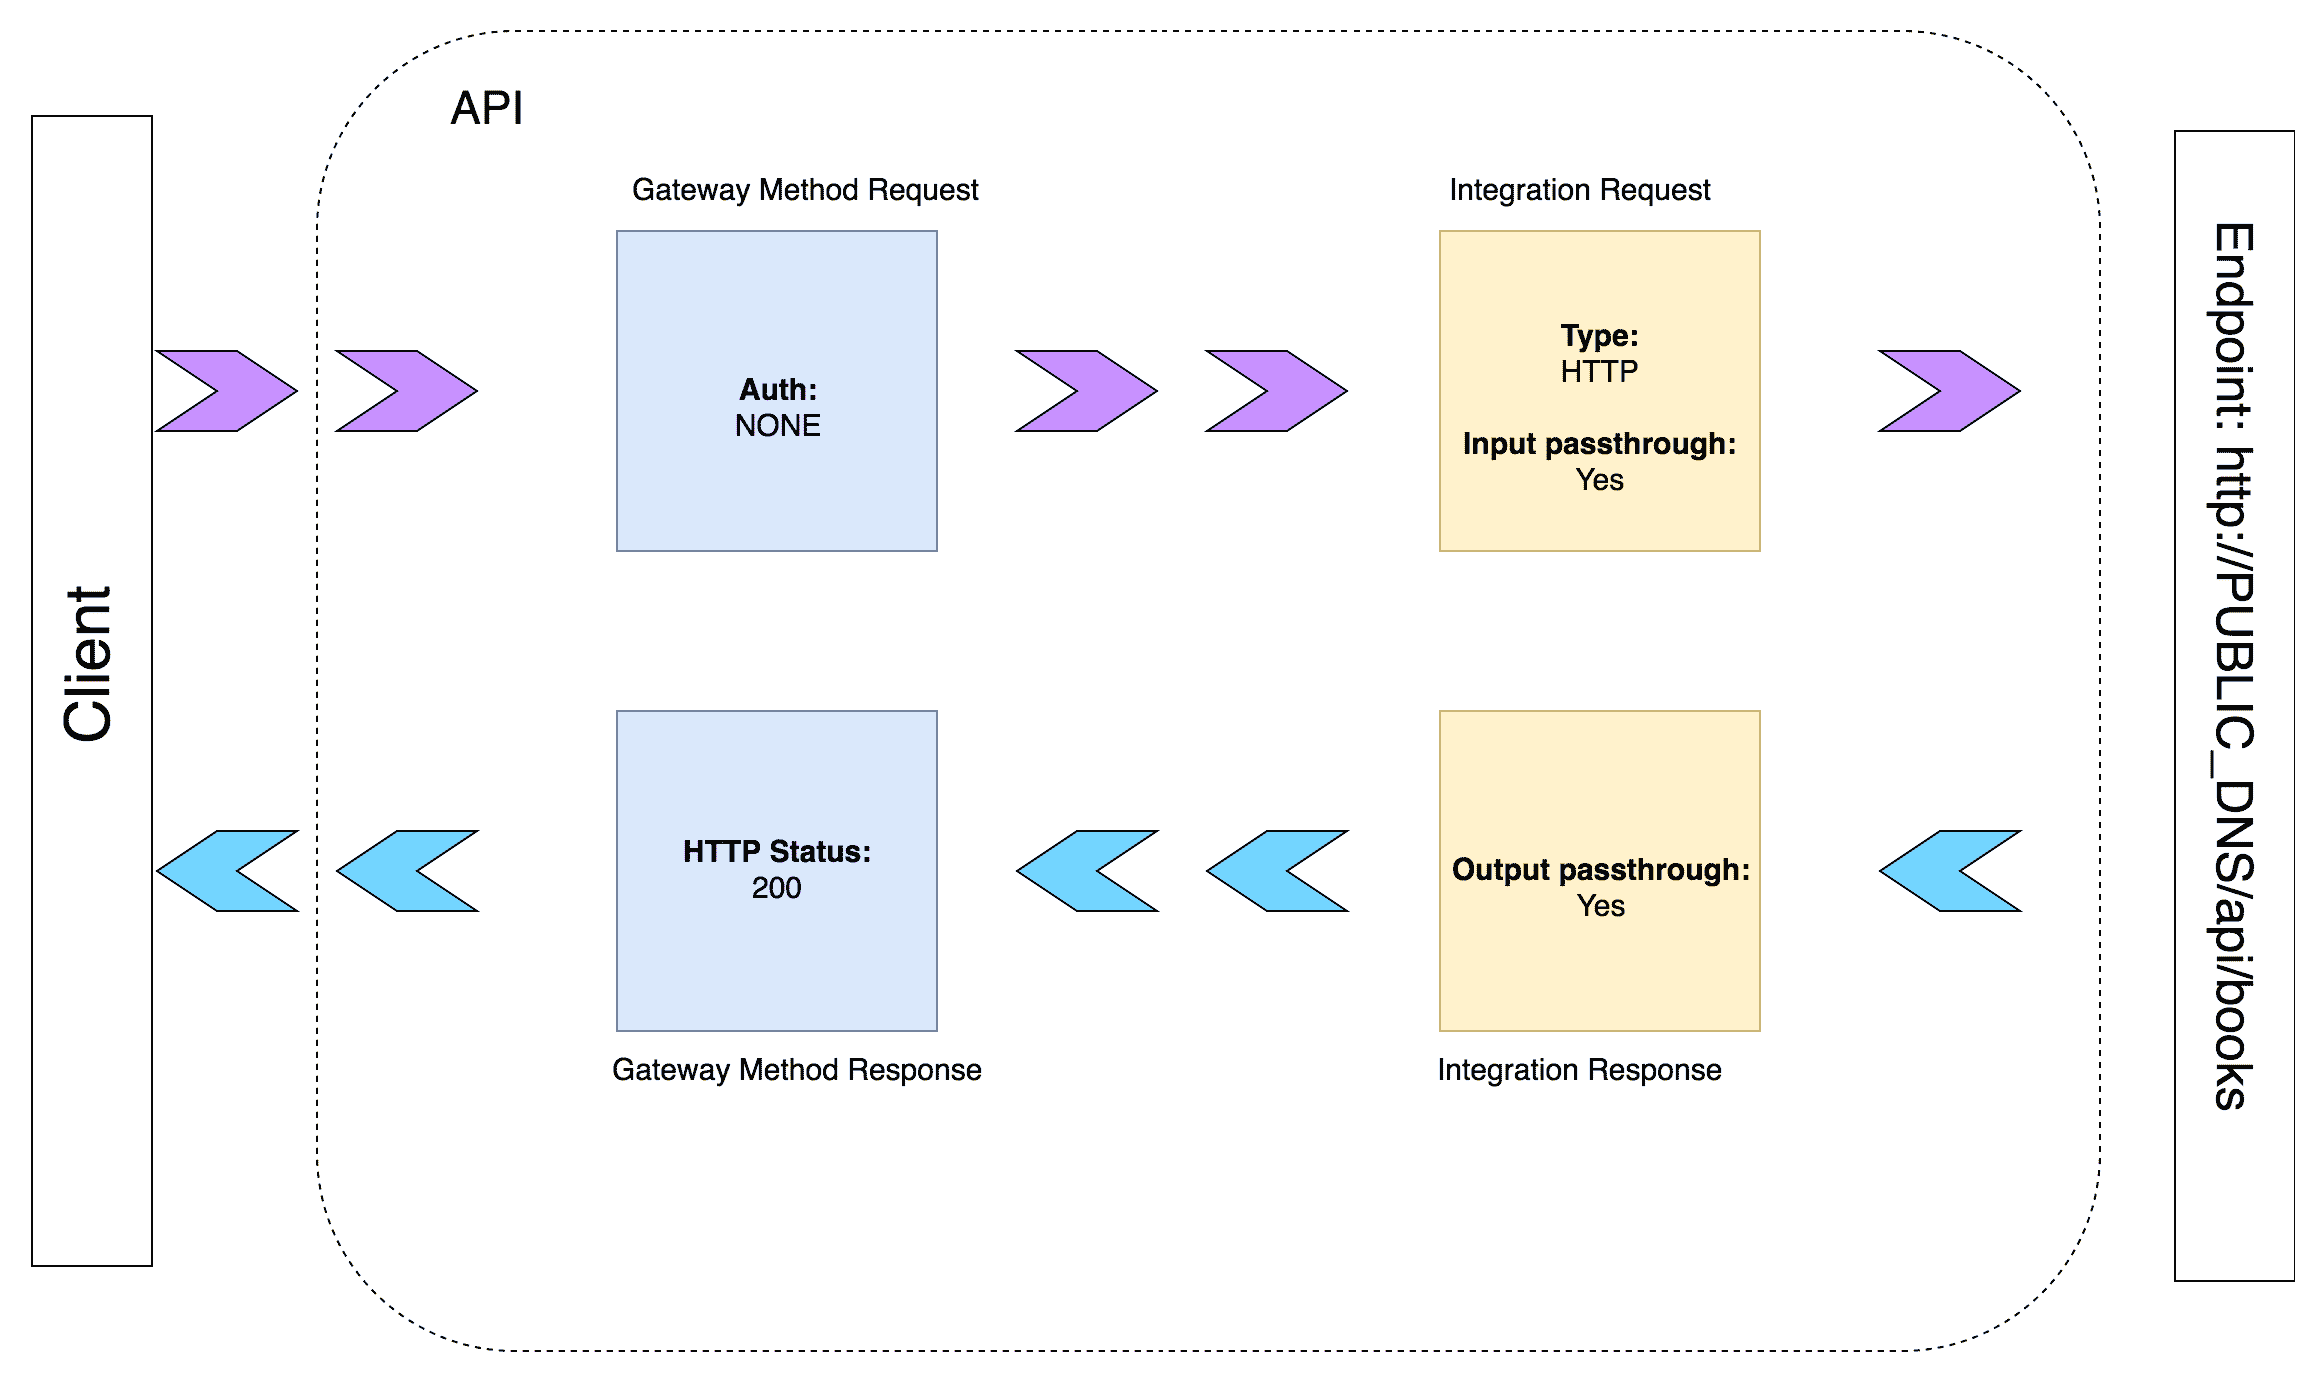 API
Client
Gateway Method Request
Integration Request
Auth:
NONE
Type:
HTTP
Input passthrough:
Yes
HTTP Status:
200
Output passthrough:
Yes
Gateway Method Response
Integration Response
Endpoint: http://PUBLIC_DNS/api/books